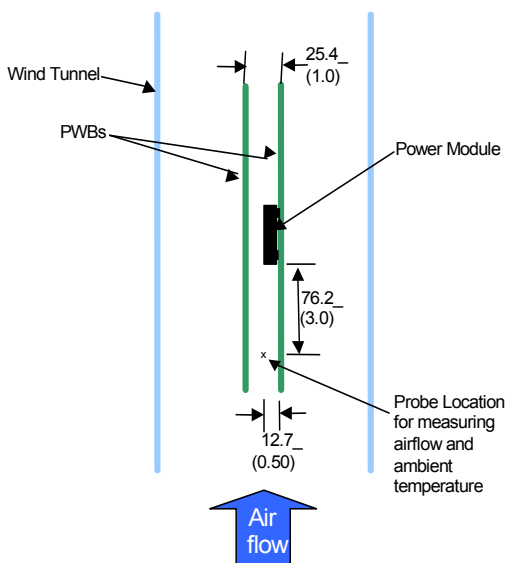 25.4_
(1.0)
Wind Tunnel
PWBs
Power Module
76.2_
(3.0)
x
Probe Location
for measuring
airflow and
ambient
temperature
12.7_
(0.50)
Air
flow